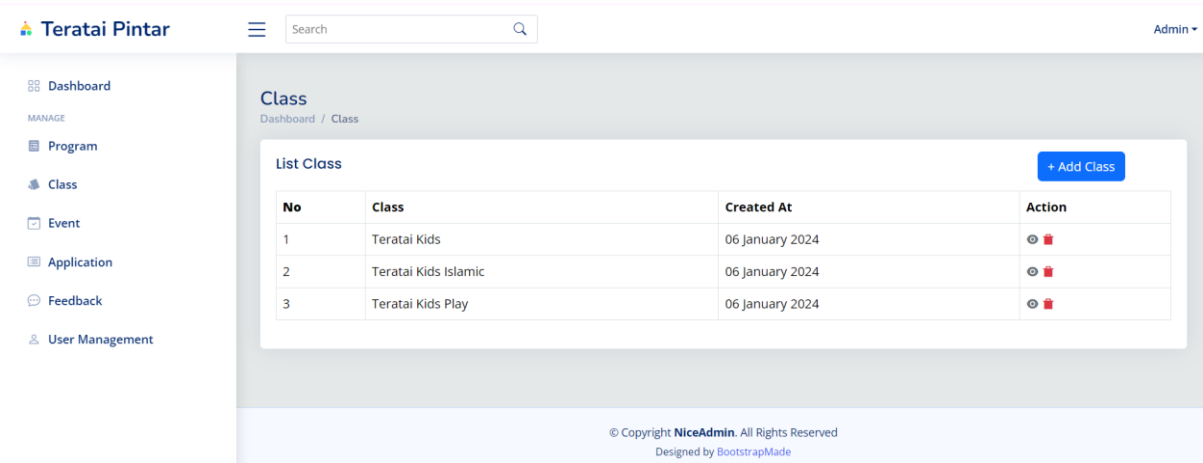 Teratai Pintar
Search
Admin
Dashboard
MANAGE
Program
Class
Event
Application
Feedback
User Management
Class
Dashboard / Class
List Class
+ Add Class
No Class Created At Action
1 Teratai Kids 06 January 2024
2 Teratai Kids Islamic 06 January 2024
3 Teratai Kids Play 06 January 2024
© Copyright NiceAdmin. All Rights Reserved
Designed by BootstrapMade